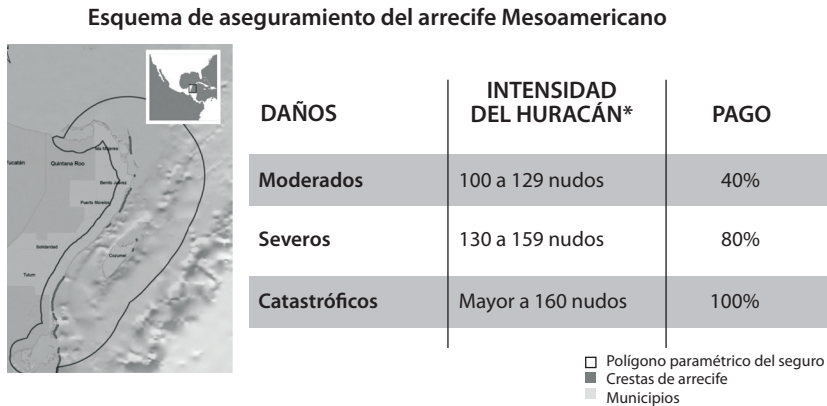 Esquema de aseguramiento del arrecife Mesoamericano
Isla Mujeres
Yucatán
Quintana Roo
Benito Juárez
Puerto Morelos
Solidaridad
Cozumel
Tulum
DAÑOS
INTENSIDAD
DEL HURACÁN*
PAGO
Moderados 100 a 129 nudos 40%
Severos 130 a 159 nudos 80%
Catastróficos Mayor a 160 nudos 100%
Polígono paramétrico del seguro
Crestas de arrecife
Municipios